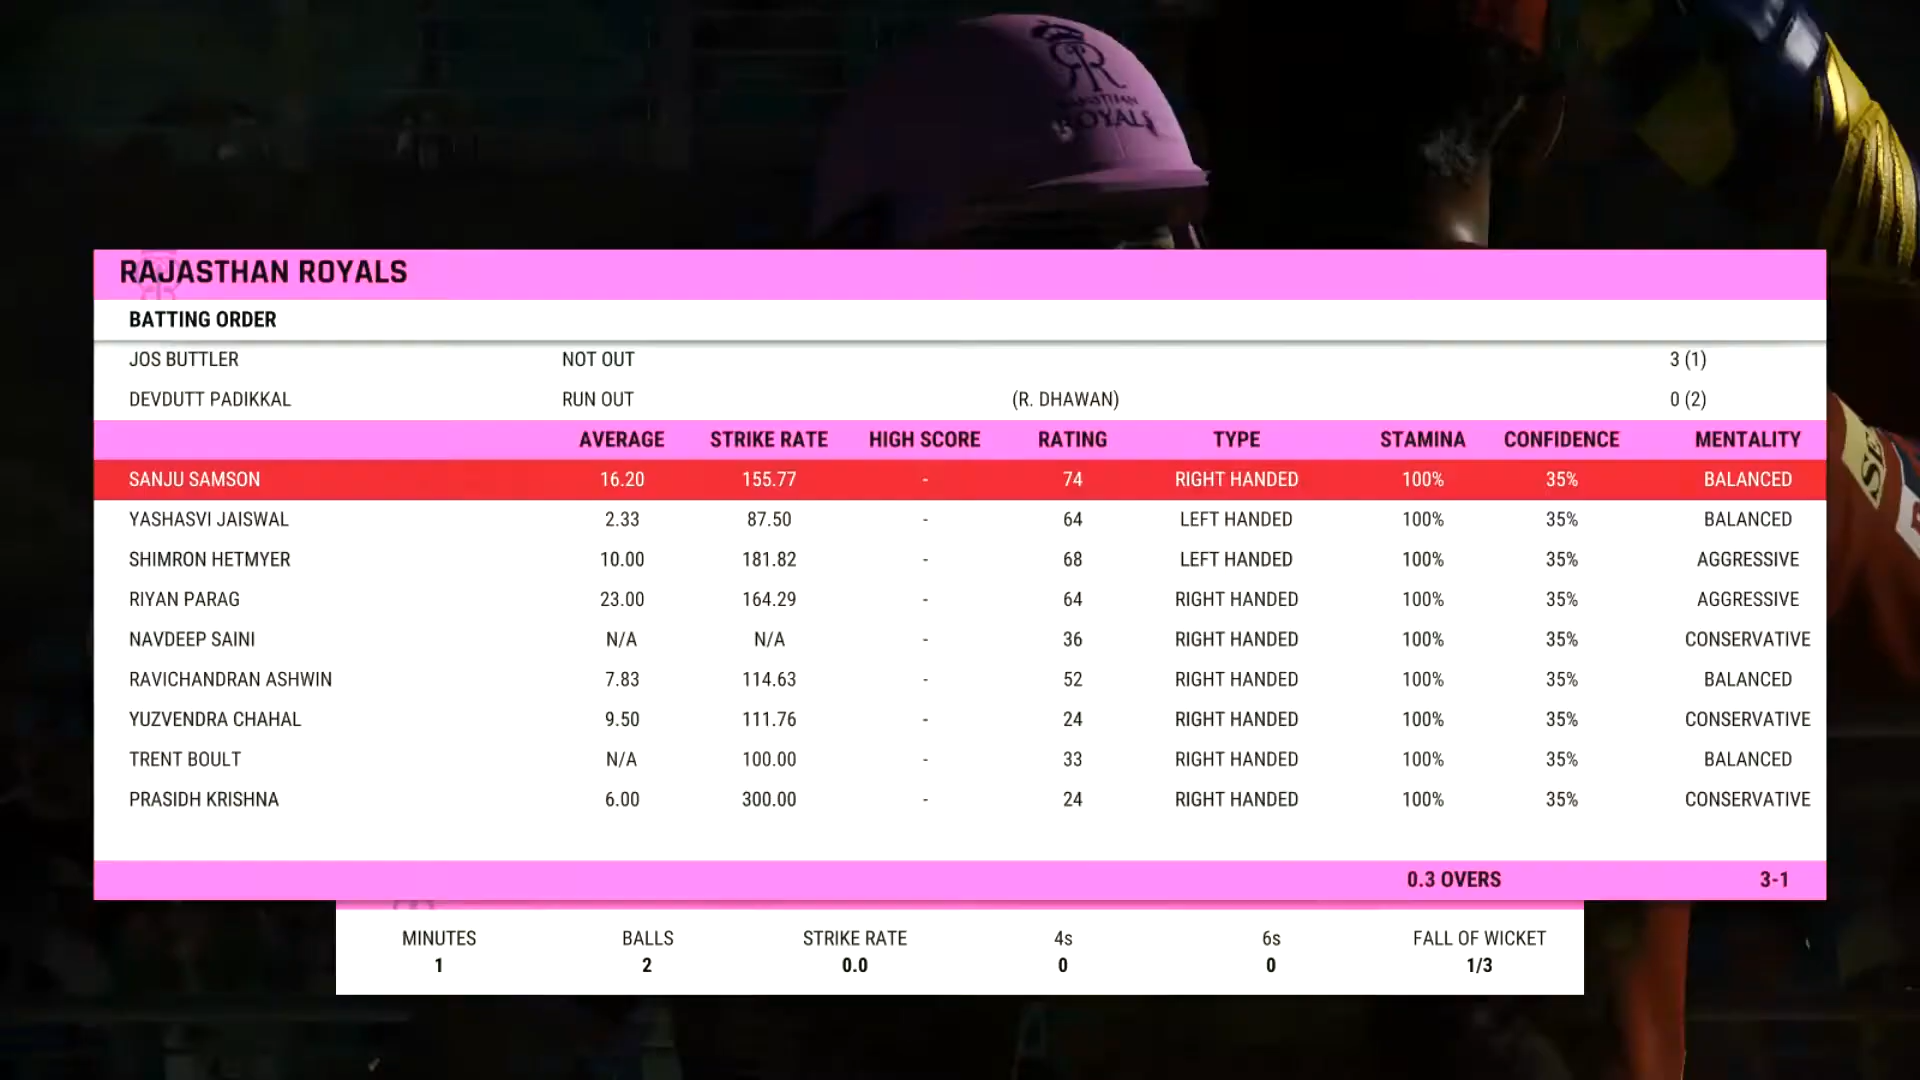 RAJASTHAN ROYALS
RAJASTHAN ROYALS
BATTING ORDER
JOS BUTTLER NOT OUT 3 (1)
DEVDUTT PADIKKAL RUN OUT (R. DHAWAN) 0 (2)
AVERAGE STRIKE RATE HIGH SCORE RATING TYPE STAMINA CONFIDENCE MENTALITY
SANJU SAMSON 16.20 155.77 - 74 RIGHT HANDED 100% 35% BALANCED
YASHASVI JAISWAL 2.33 87.50 - 64 LEFT HANDED 100% 35% BALANCED
SHIMRON HETMYER 10.00 181.82 - 68 LEFT HANDED 100% 35% AGGRESSIVE
RIYAN PARAG 23.00 164.29 - 64 RIGHT HANDED 100% 35% AGGRESSIVE
NAVDEEP SAINI N/A N/A - 36 RIGHT HANDED 100% 35% CONSERVATIVE
RAVICHANDRAN ASHWIN 7.83 114.63 - 52 RIGHT HANDED 100% 35% BALANCED
YUZVENDRA CHAHAL 9.50 111.76 - 24 RIGHT HANDED 100% 35% CONSERVATIVE
TRENT BOULT N/A 100.00 - 33 RIGHT HANDED 100% 35% BALANCED
PRASIDH KRISHNA 6.00 300.00 - 24 RIGHT HANDED 100% 35% CONSERVATIVE
0.3 OVERS 3-1
MINUTES BALLS STRIKE RATE 4s 6s FALL OF WICKET
1 2 0.0 0 0 1/3